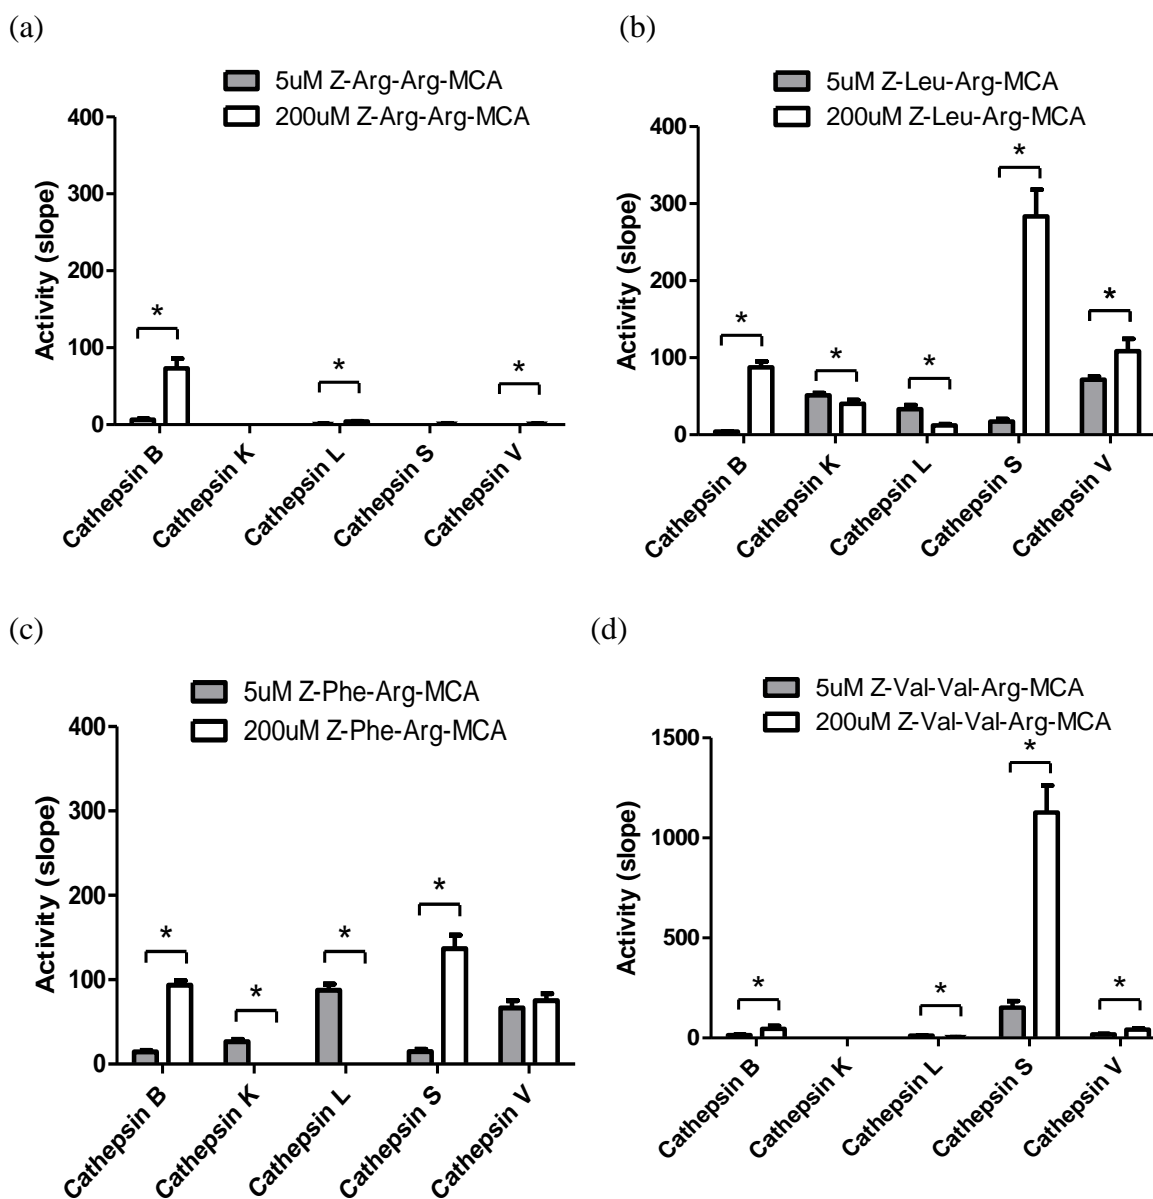 (a)
5uM Z-Arg-Arg-MCA
200uM Z-Arg-Arg-MCA
Activity (slope)
400
300
200
100
0
*
*
*
Cathepsin B
Cathepsin K
Cathepsin L
Cathepsin S
Cathepsin V
(b)
5uM Z-Leu-Arg-MCA
200uM Z-Leu-Arg-MCA
Activity (slope)
400
300
200
100
0
*
*
*
*
*
Cathepsin B
Cathepsin K
Cathepsin L
Cathepsin S
Cathepsin V
(c)
5uM Z-Phe-Arg-MCA
200uM Z-Phe-Arg-MCA
Activity (slope)
400
300
200
100
0
*
*
*
*
Cathepsin B
Cathepsin K
Cathepsin L
Cathepsin S
Cathepsin V
(d)
5uM Z-Val-Val-Arg-MCA
200uM Z-Val-Val-Arg-MCA
Activity (slope)
1500
1000
500
0
*
*
*
*
Cathepsin B
Cathepsin K
Cathepsin L
Cathepsin S
Cathepsin V